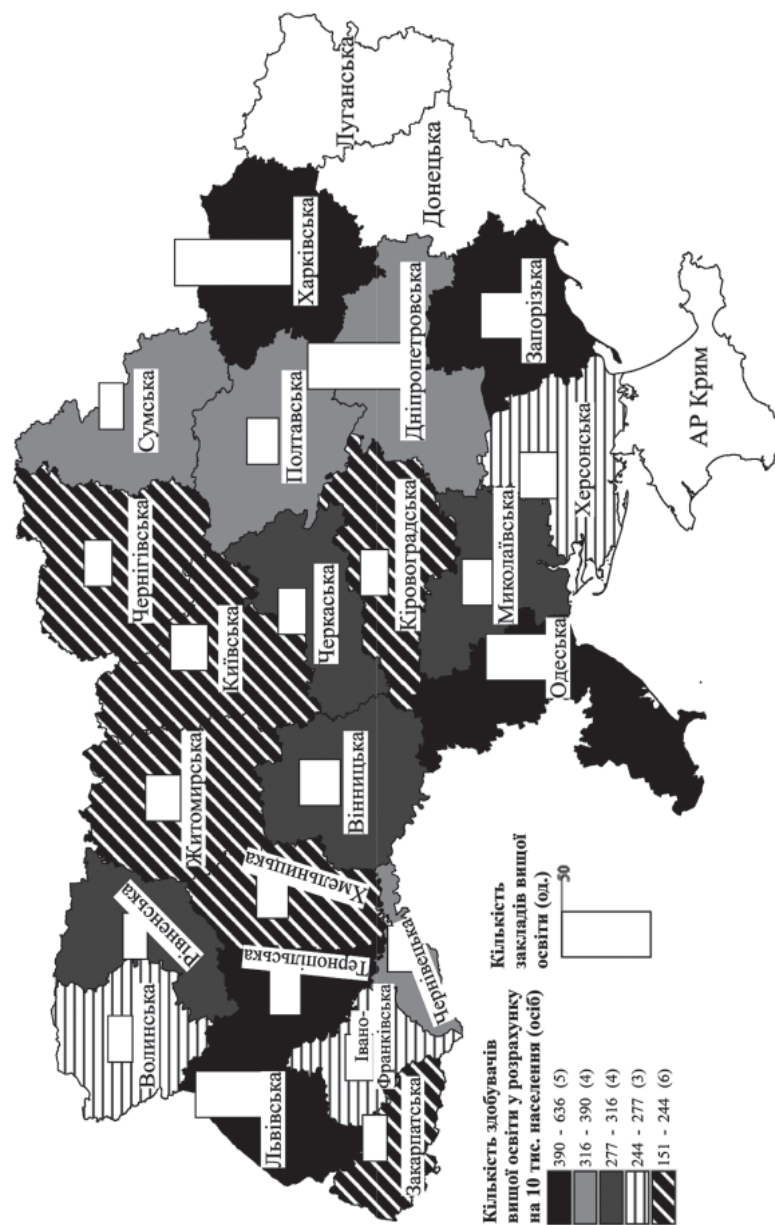 Волинська
Рівненська
Житомирська
Київська
Чернігівська
Сумська
Львівська
Тернопільська
Хмельницька
Вінницька
Черкаська
Полтавська
Харківська
Луганська
Закарпатська
Івано-
Франківська
Чернівецька
Кіровоградська
Дніпропетровська
Донецька
Одеська
Миколаївська
Херсонська
Запорізька
АР Крим
Кількість здобувачів
вищої освіти у розрахунку
на 10 тис. населення (осіб)
390 - 636 (5)
316 - 390 (4)
277 - 316 (4)
244 - 277 (3)
151 - 244 (6)
Кількість
закладів вищої
освіти (од.)
50